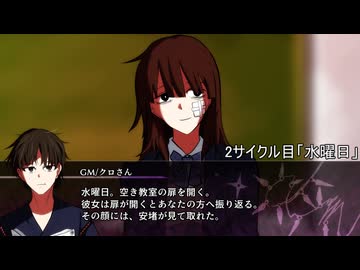 2サイクル目「水曜日」
GM/クロさん
水曜日。空き教室の扉を開く。
彼女は扉が開くとあなたの方へ振り返る。
その顔には、安堵が見て取れた。